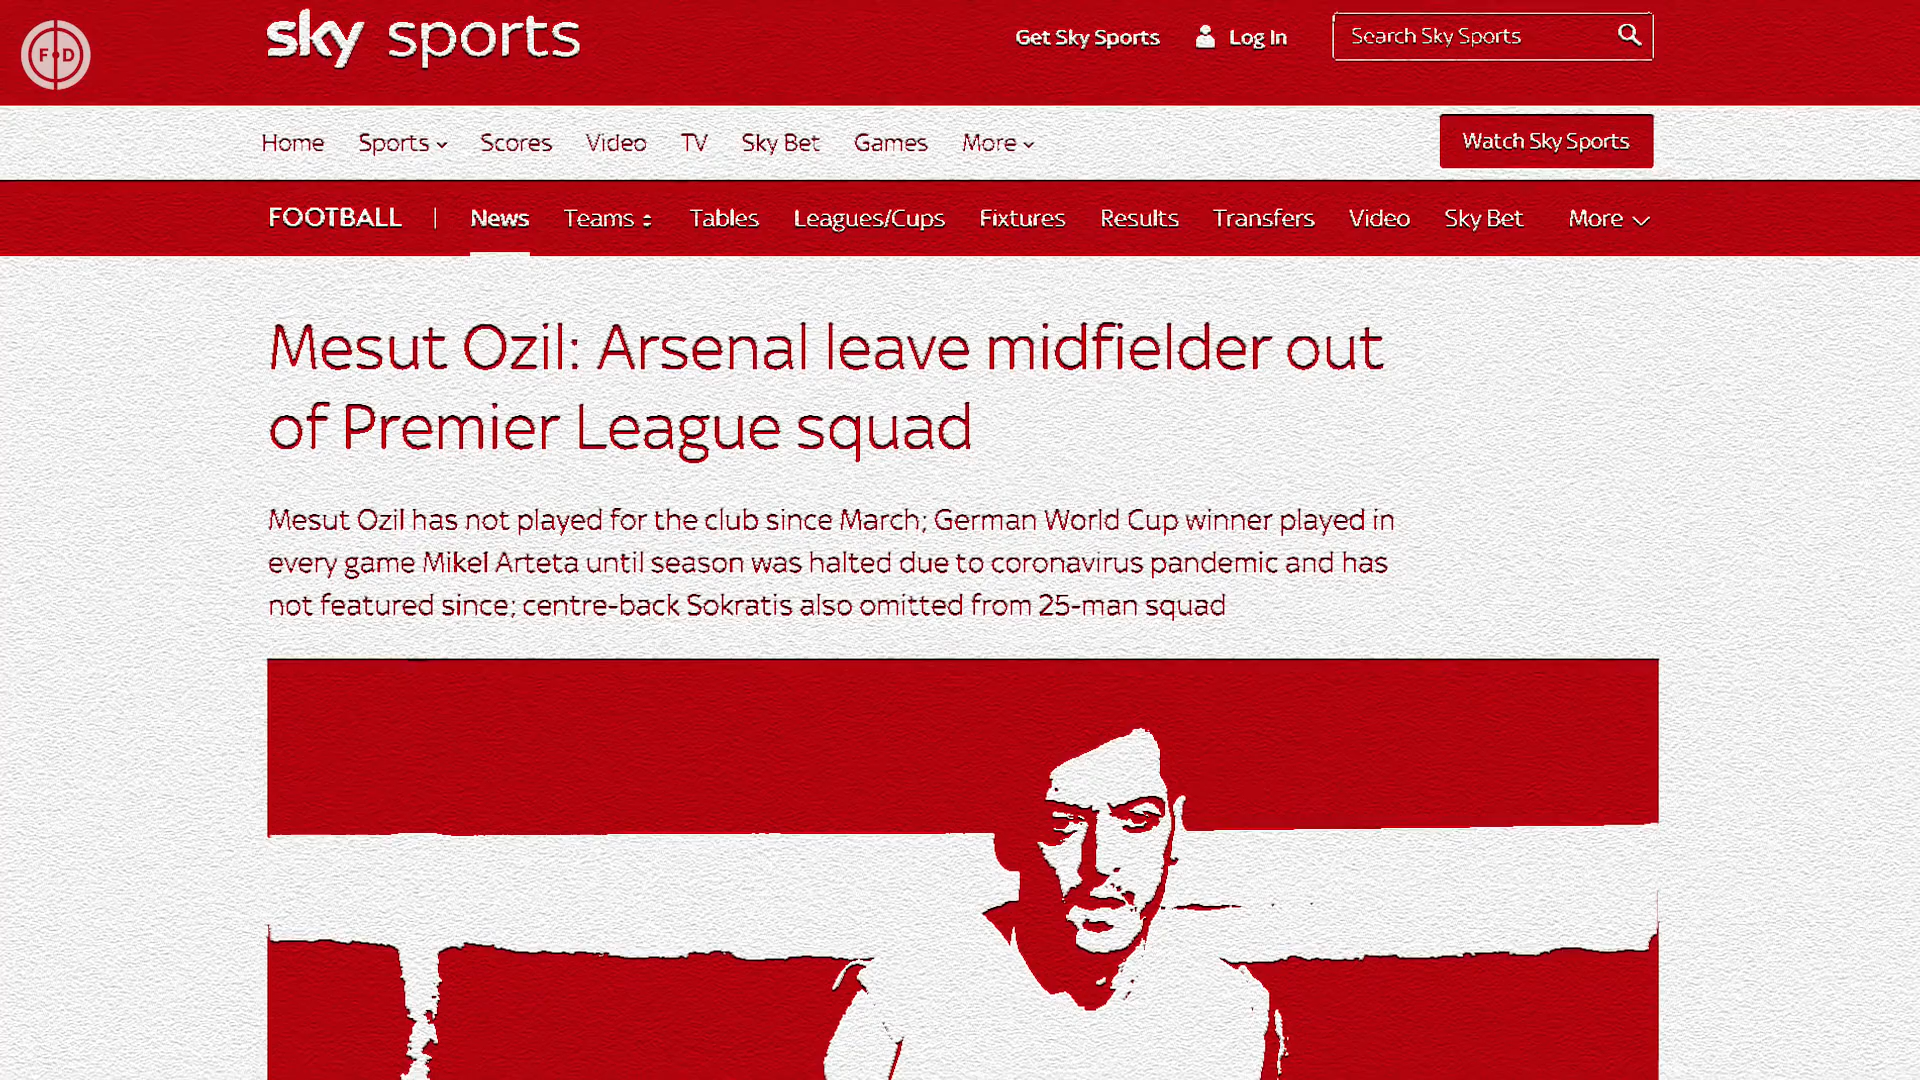 F D
sky sports
Get Sky Sports Log In Search Sky Sports
Home Sports Scores Video TV Sky Bet Games More
Watch Sky Sports
FOOTBALL | News Teams Tables Leagues/Cups Fixtures Results Transfers Video Sky Bet More
Mesut Ozil: Arsenal leave midfielder out
of Premier League squad
Mesut Ozil has not played for the club since March; German World Cup winner played in
every game Mikel Arteta until season was halted due to coronavirus pandemic and has
not featured since; centre-back Sokratis also omitted from 25-man squad